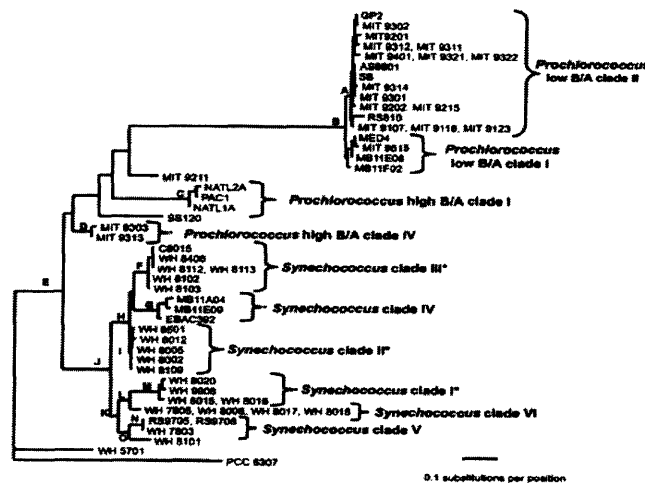 GP2
MIT 9302
MIT9201
MIT 9312, MIT 9311
MIT 9401, MIT 9321, MIT 9322
AS9601
SB
MIT 9314
MIT 9301
MIT 9202, MIT 9215
RS810
MIT 9107, MIT 9116, MIT 9123
Prochlorococcus
low B/A clade II
A
B
MED4
MIT 9515
MB11E08
MB11F02
Prochlorococcus
low B/A clade I
MIT 9211
C
NATL2A
PAC1
NATL1A
Prochlorococcus high B/A clade I
SS120
D
MIT 9303
MIT 9313
Prochlorococcus high B/A clade IV
E
F
C8015
WH 8406
WH 8112, WH 8113
WH 8102
WH 8103
Synechococcus clade III*
G
MB11A04
MB11E09
EBAC392
Synechococcus clade IV
H
I
WH 8501
WH 8012
WH 8005
WH 8002
WH 8109
Synechococcus clade II*
J
K
L
M
WH 8020
WH 9908
WH 8015, WH 8016
Synechococcus clade I*
WH 7805, WH 8008, WH 8017, WH 8018
Synechococcus clade VI
N
RS9705, RS9708
WH 7803
Synechococcus clade V
O
WH 8101
WH 5701
PCC 6307
0.1 substitutions per position